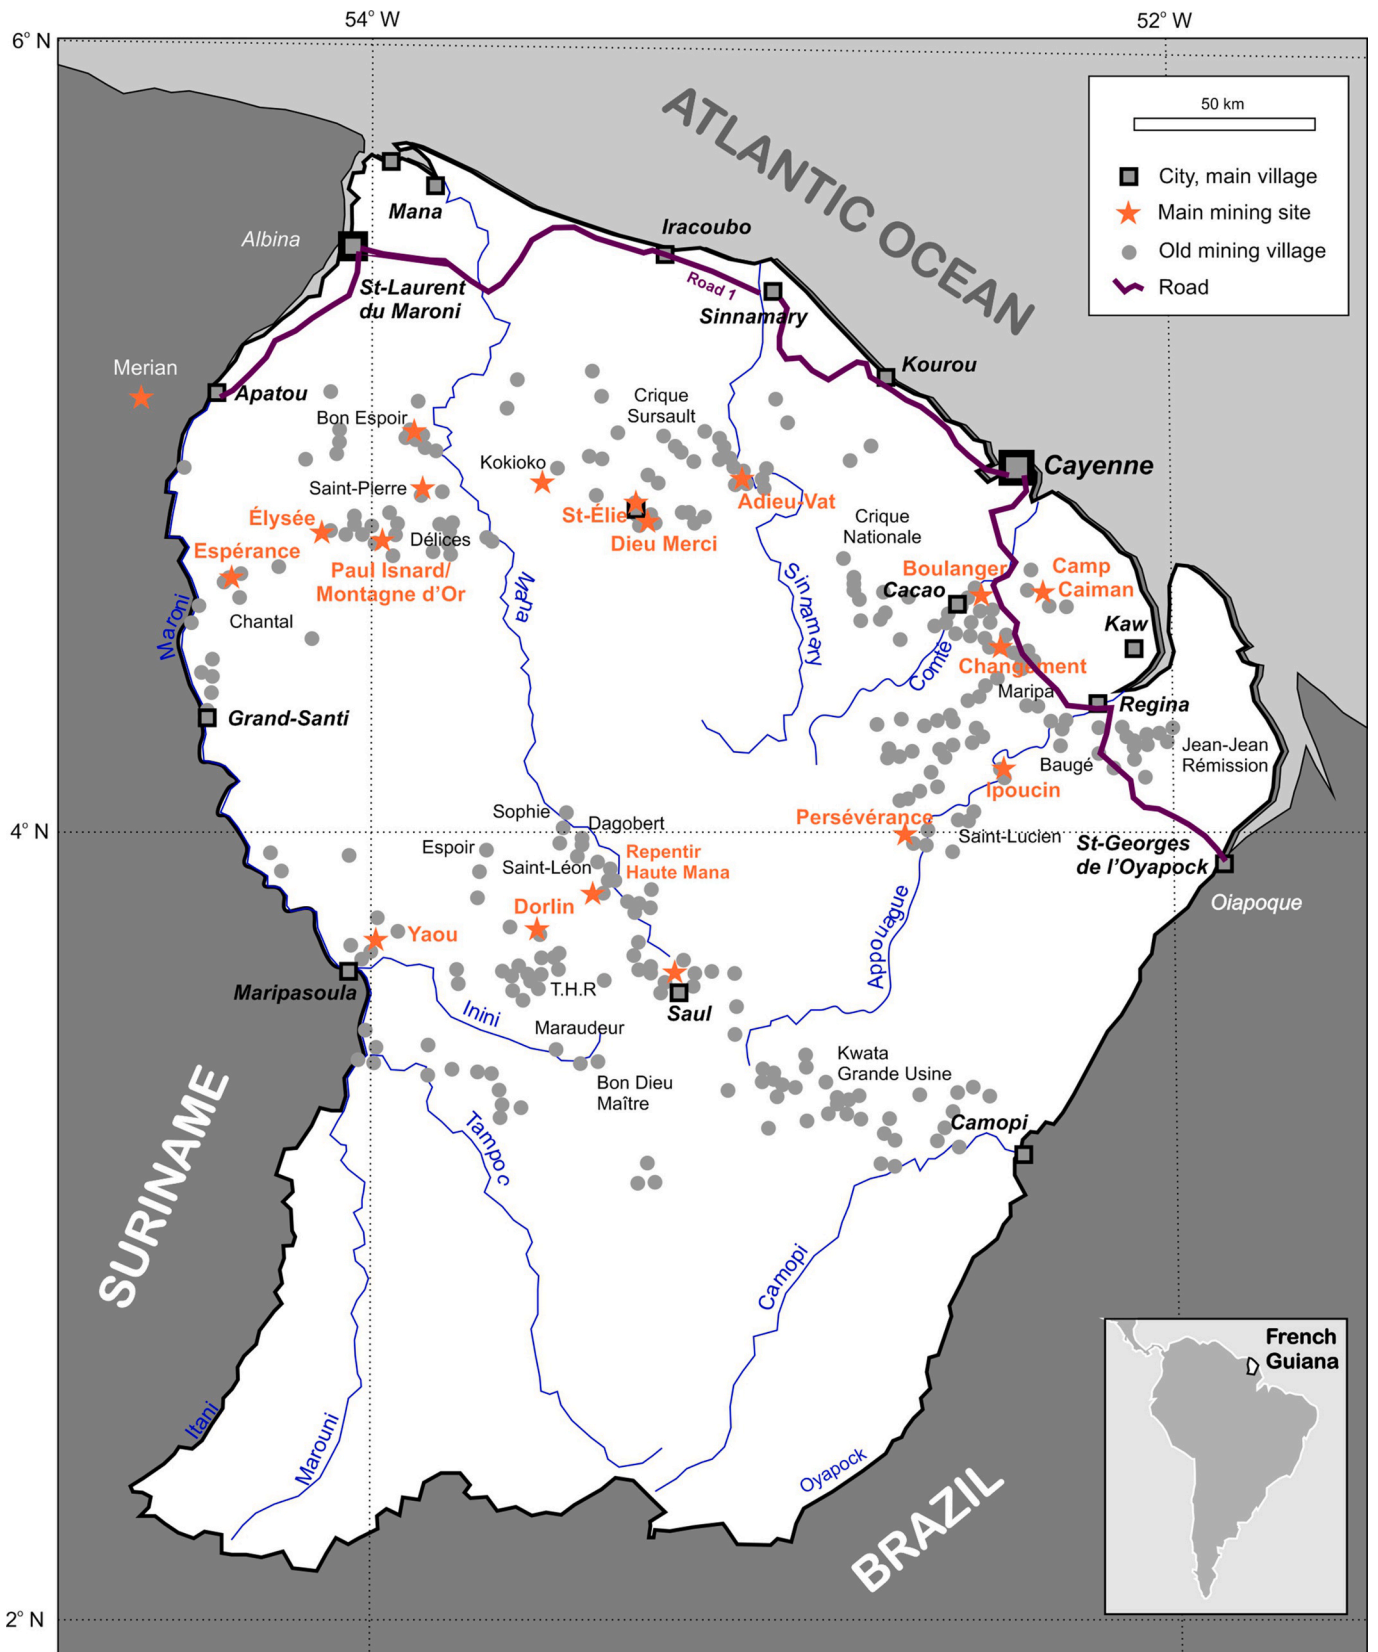 54° W
52° W
6° N
ATLANTIC OCEAN
50 km
City, main village
Main mining site
Old mining village
Road
Mana
Albina
Iracoubo
St-Laurent
du Maroni
Road 1
Sinnamary
Merian
Kourou
Apatou
Bon Espoir
Crique
Sursault
Kokioko
Cayenne
Saint-Pierre
Adieu-Vat
Élysée
St-Élie
Délices
Dieu Merci
Crique
Nationale
Espérance
Paul Isnard/
Montagne d'Or
Boulanger
Camp
Caiman
Cacao
Mana
Sinnamary
Chantal
Maroni
Kaw
Comté
Changement
Maripa
Regina
Grand-Santi
Jean-Jean
Rémission
Baugé
Ipoucin
Sophie
Dagobert
Persévérance
4° N
Saint-Lucien
St-Georges
de l'Oyapock
Espoir
Saint-Léon
Repentir
Haute Mana
Oiapoque
Dorlin
Yaou
Appouague
Maripasoula
T.H.R
Saul
Inini
Maraudeur
Kwata
Grande Usine
Bon Dieu
Maître
Camopi
Tampoc
SURINAME
Camopi
French
Guiana
Itani
Marouni
Oyapock
BRAZIL
2° N